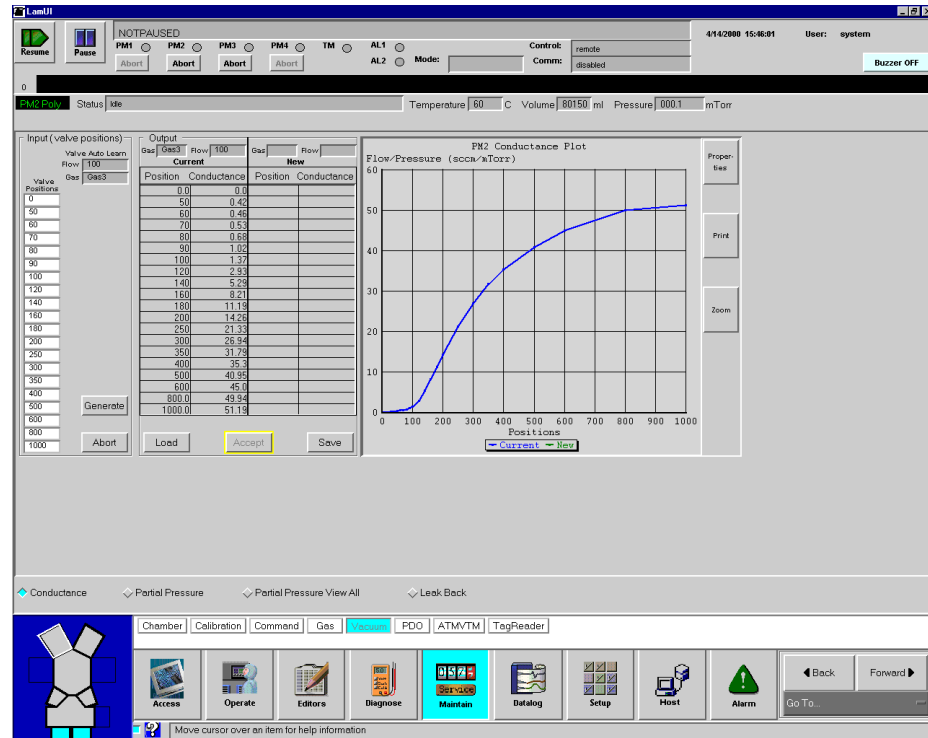 LamUI
NOTPAUSED
4/14/2000 15:46:01 User: system
Resume
Pause
PM1 PM2 PM3 PM4 TM AL1 Control: remote
Abort Abort Abort Abort AL2 Mode: Comm: disabled
Buzzer OFF
0
PM2 Poly Status Idle Temperature 60 C Volume 80150 ml Pressure 000.1 mTorr
Input (valve positions)
Valve Auto Learn
Flow 100
Gas Gas3
Valve Positions
0
50
60
70
80
90
100
120
140
160
180
200
250
300
350
400
500
600
800
1000
Generate
Abort
Output
Gas Gas3 Flow 100 Gas Flow
Current New
Position Conductance Position Conductance
0.0 0.0
50 0.42
60 0.46
70 0.53
80 0.68
90 1.02
100 1.37
120 2.93
140 5.29
160 8.21
180 11.19
200 14.26
250 21.33
300 26.94
350 31.79
400 35.3
500 40.95
600 45.0
800.0 49.94
1000.0 51.19
Load Accept Save
PM2 Conductance Plot
Flow/Pressure (sccm/mTorr)
60
50
40
30
20
10
0
0 100 200 300 400 500 600 700 800 900 1000
Positions
Current New
Proper-
ties
Print
Zoom
Conductance Partial Pressure Partial Pressure View All Leak Back
Chamber Calibration Command Gas Vacuum PDO ATMVTM TagReader
Service
Access Operate Editors Diagnose Maintain Datalog Setup Host Alarm
Back Forward
Go To...
Move cursor over an item for help information